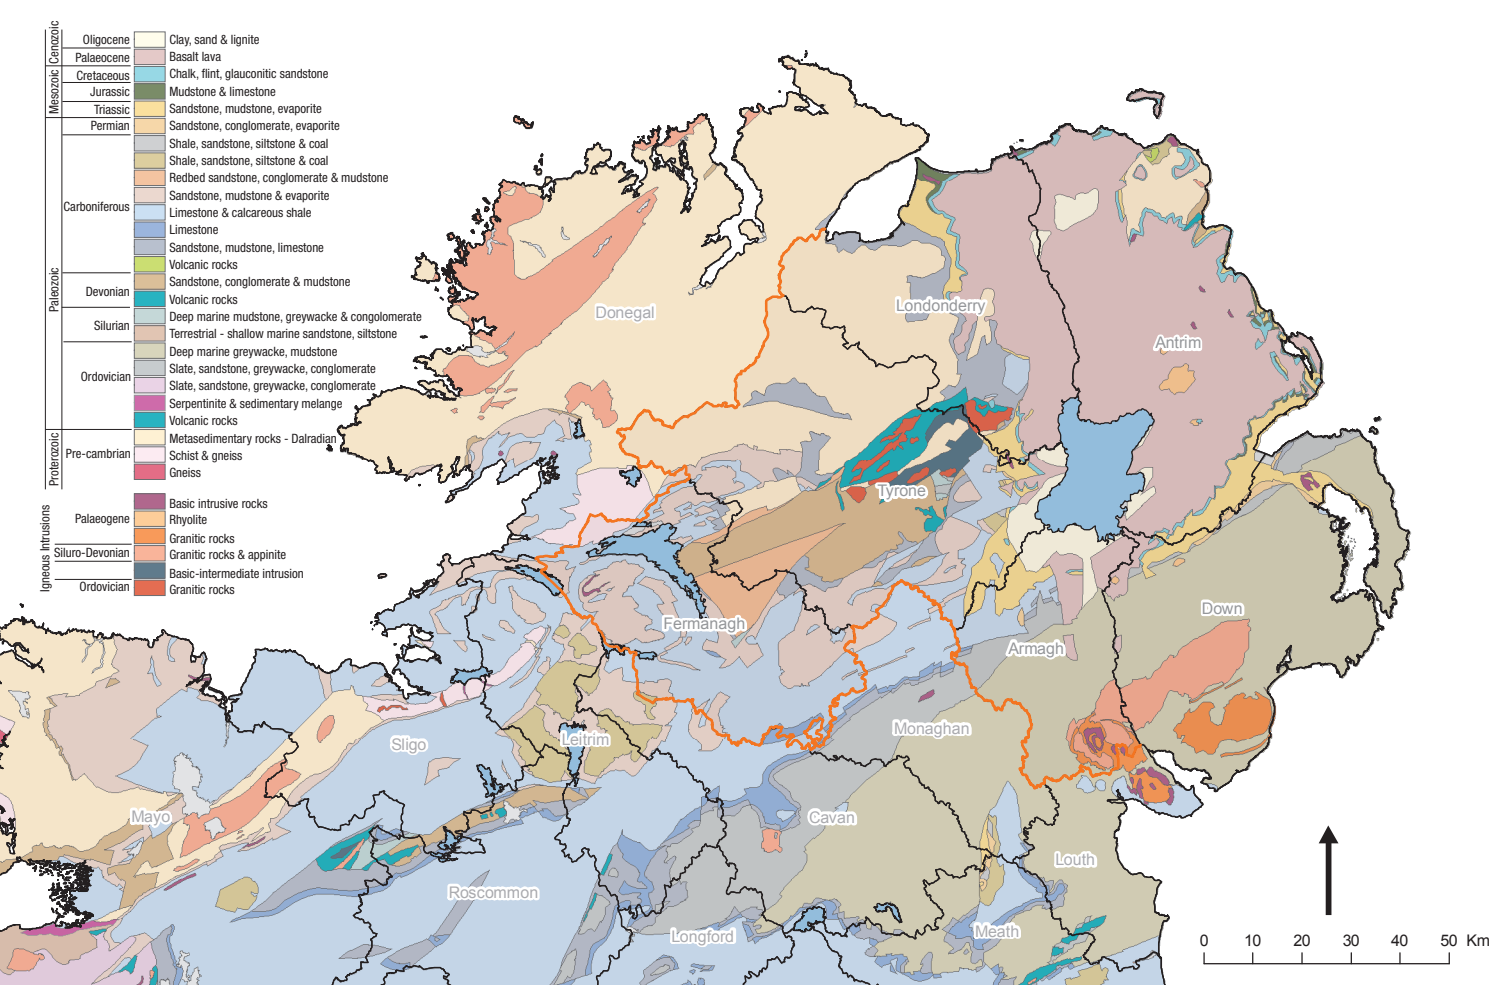 Cenozoic
Oligocene Clay, sand & lignite
Palaeocene Basalt lava
Mesozoic
Cretaceous Chalk, flint, glauconitic sandstone
Jurassic Mudstone & limestone
Triassic Sandstone, mudstone, evaporite
Paleozoic
Permian Sandstone, conglomerate, evaporite
Shale, sandstone, siltstone & coal
Shale, sandstone, siltstone & coal
Redbed sandstone, conglomerate & mudstone
Sandstone, mudstone & evaporite
Carboniferous
Limestone & calcareous shale
Limestone
Sandstone, mudstone, limestone
Volcanic rocks
Sandstone, conglomerate & mudstone
Devonian
Volcanic rocks
Deep marine mudstone, greywacke & congolomerate
Silurian
Terrestrial - shallow marine sandstone, siltstone
Deep marine greywacke, mudstone
Slate, sandstone, greywacke, conglomerate
Ordovician
Slate, sandstone, greywacke, conglomerate
Serpentinite & sedimentary melange
Volcanic rocks
Proterozoic
Metasedimentary rocks - Dalradian
Pre-cambrian Schist & gneiss
Gneiss
Igneous Intrusions
Basic intrusive rocks
Palaeogene Rhyolite
Granitic rocks
Siluro-Devonian Granitic rocks & appinite
Basic-intermediate intrusion
Ordovician Granitic rocks
Donegal
Londonderry
Antrim
Tyrone
Fermanagh
Down
Armagh
Monaghan
Leitrim
Sligo
Mayo
Cavan
Louth
Roscommon
Longford
Meath
0 10 20 30 40 50 Km